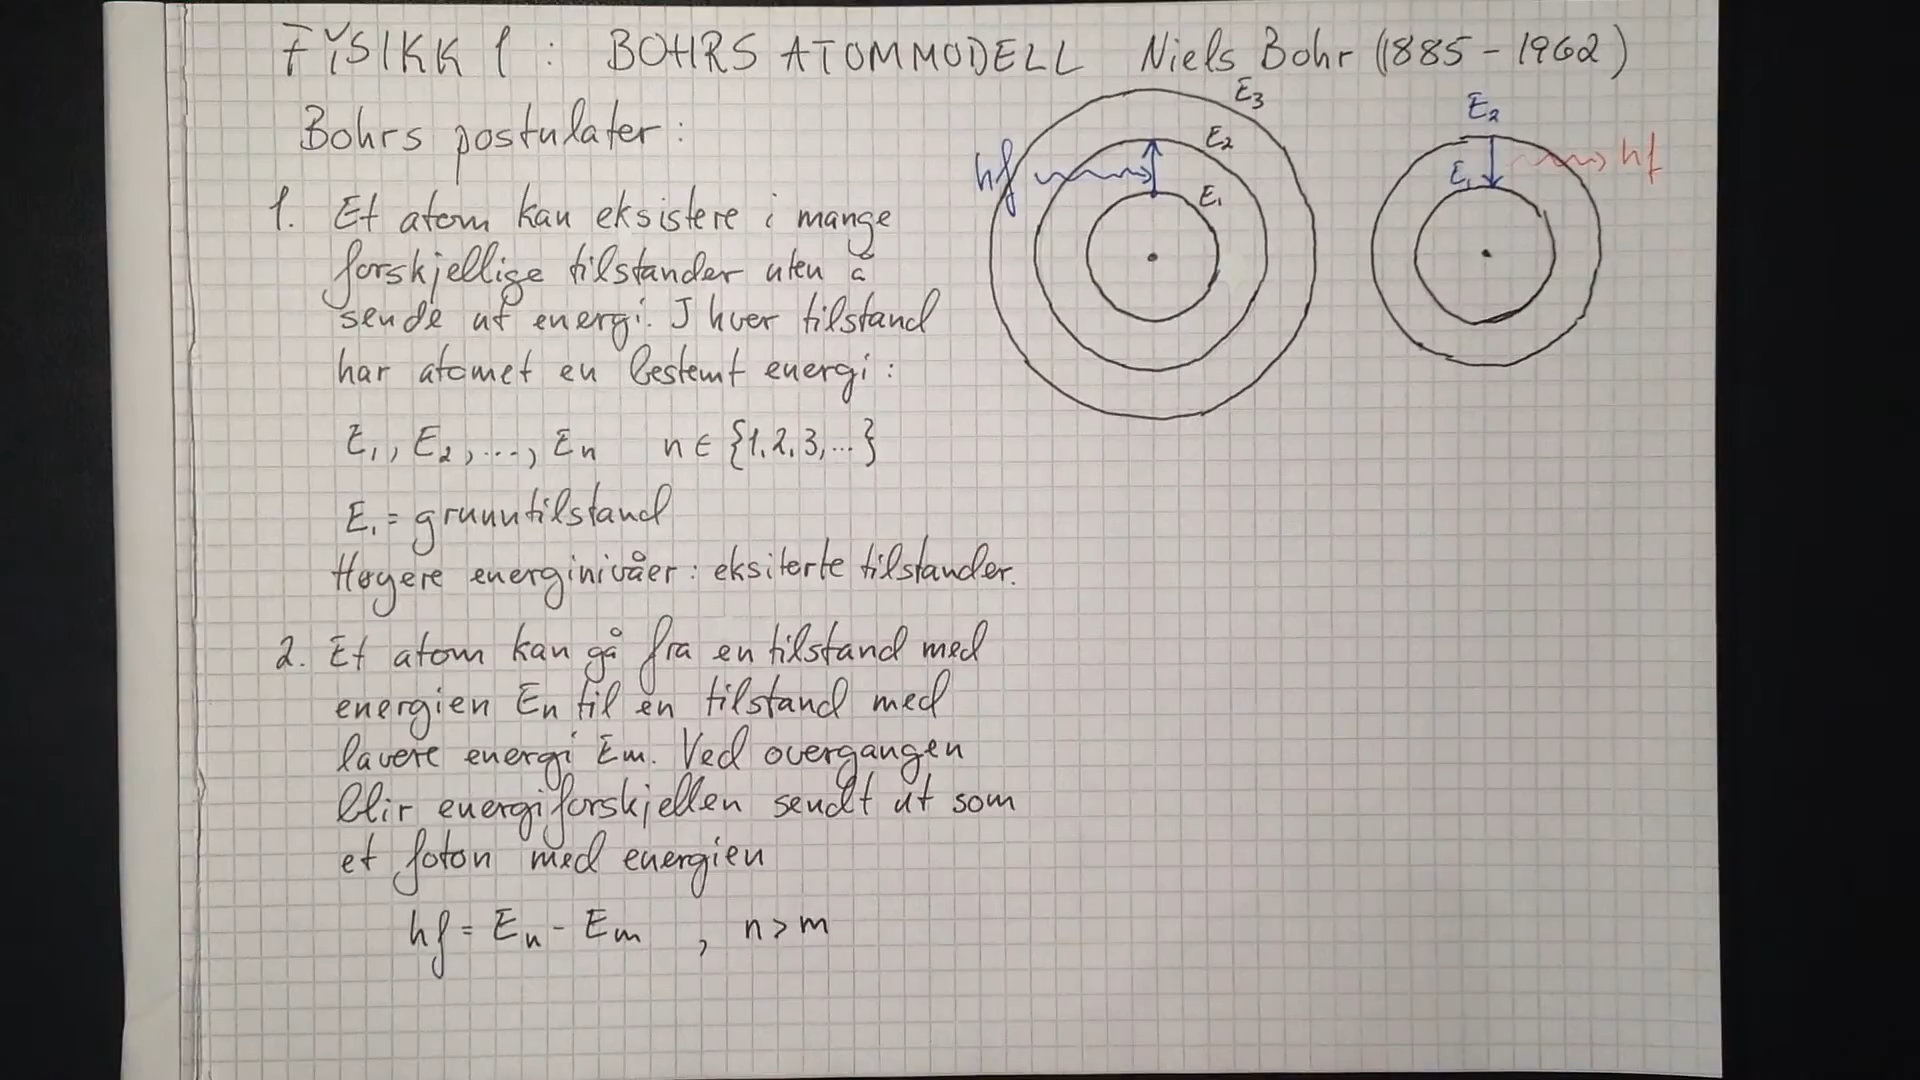 FYSIKK 1: BOHRS ATOMMODELL Niels Bohr (1885-1962)
Bohrs postulater:
1. Et atom kan eksistere i mange
forskjellige tilstander uten å
sende ut energi. I hver tilstand
har atomet en bestemt energi:
E₁, E₂, ..., En n ∈ {1,2,3,...}
E₁ = grunntilstand
Høyere energinivåer: eksiterte tilstander.
2. Et atom kan gå fra en tilstand med
energien En til en tilstand med
lavere energi Em. Ved overgangen
blir energiforskjellen sendt ut som
et foton med energien
hf = En - Em , n > m
E₃
E₂
hf
E₁
E₂
hf
E₁